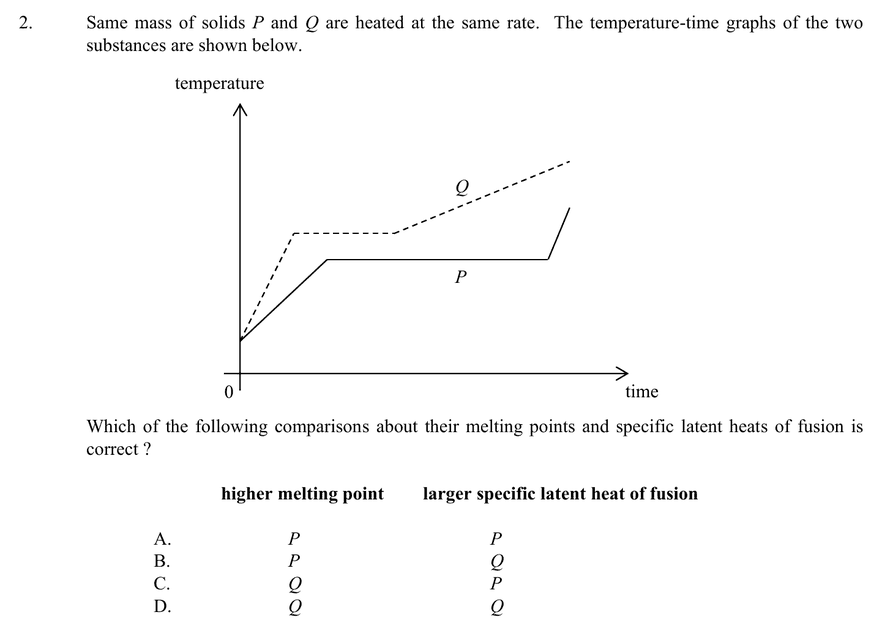 2. Same mass of solids P and Q are heated at the same rate. The temperature-time graphs of the two
substances are shown below.
temperature
Q
P
0
time
Which of the following comparisons about their melting points and specific latent heats of fusion is
correct ?
higher melting point larger specific latent heat of fusion
A. P P
B. P Q
C. Q P
D. Q Q